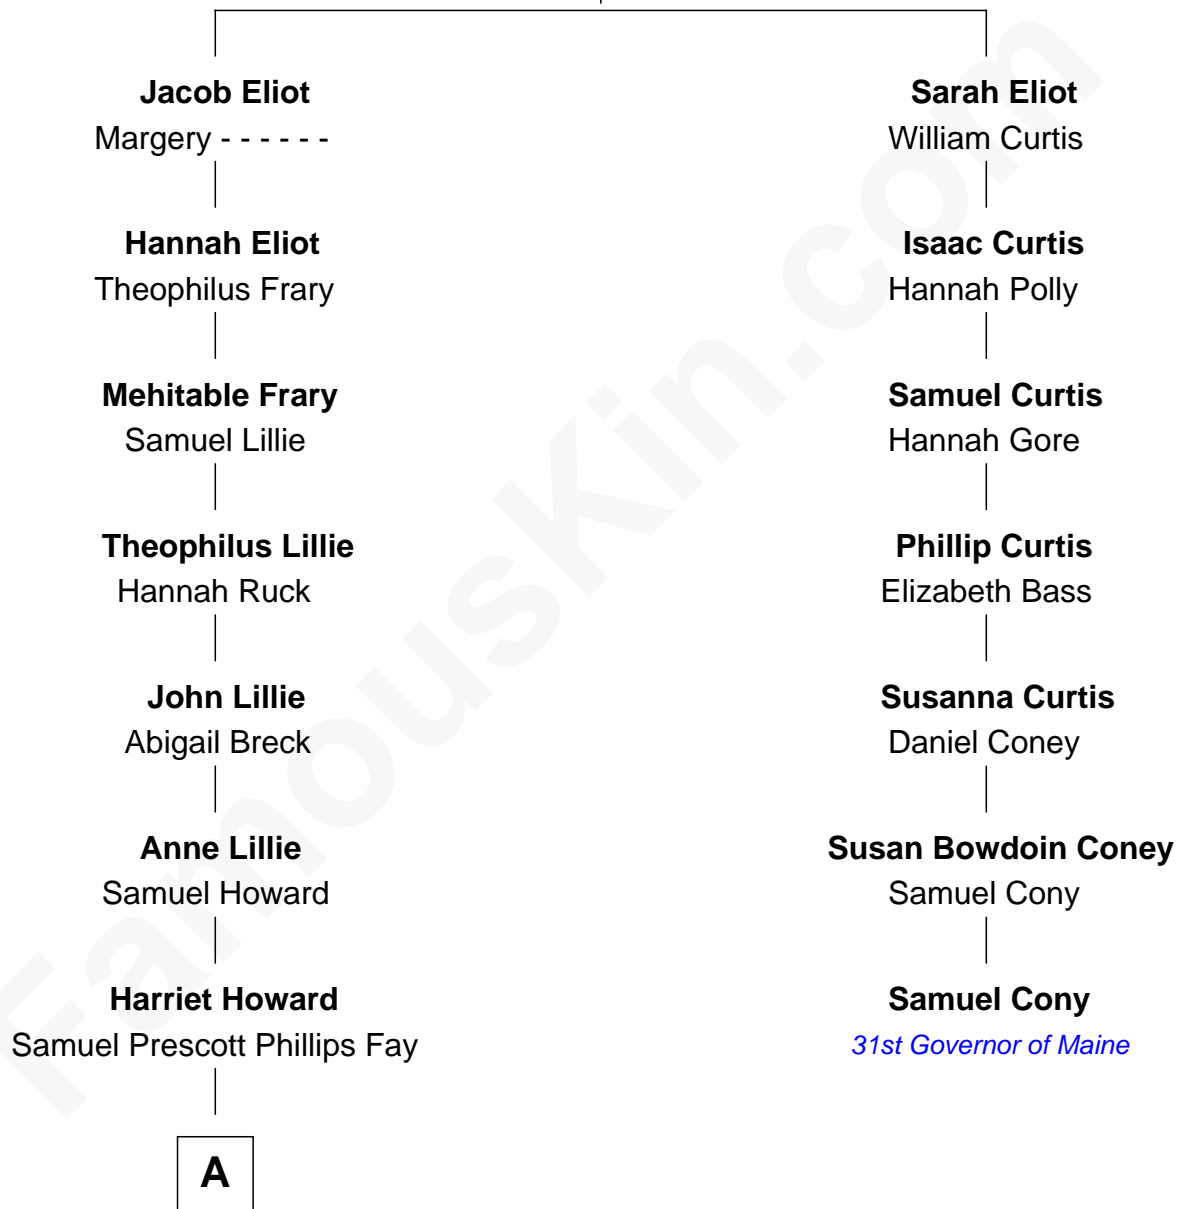 Jacob Eliot
Margery - - - - - -
Hannah Eliot
Theophilus Frary
Mehitable Frary
Samuel Lillie
Theophilus Lillie
Hannah Ruck
John Lillie
Abigail Breck
Anne Lillie
Samuel Howard
Harriet Howard
Samuel Prescott Phillips Fay
A
Sarah Eliot
William Curtis
Isaac Curtis
Hannah Polly
Samuel Curtis
Hannah Gore
Phillip Curtis
Elizabeth Bass
Susanna Curtis
Daniel Coney
Susan Bowdoin Coney
Samuel Cony
Samuel Cony
31st Governor of Maine
FamousKin.com